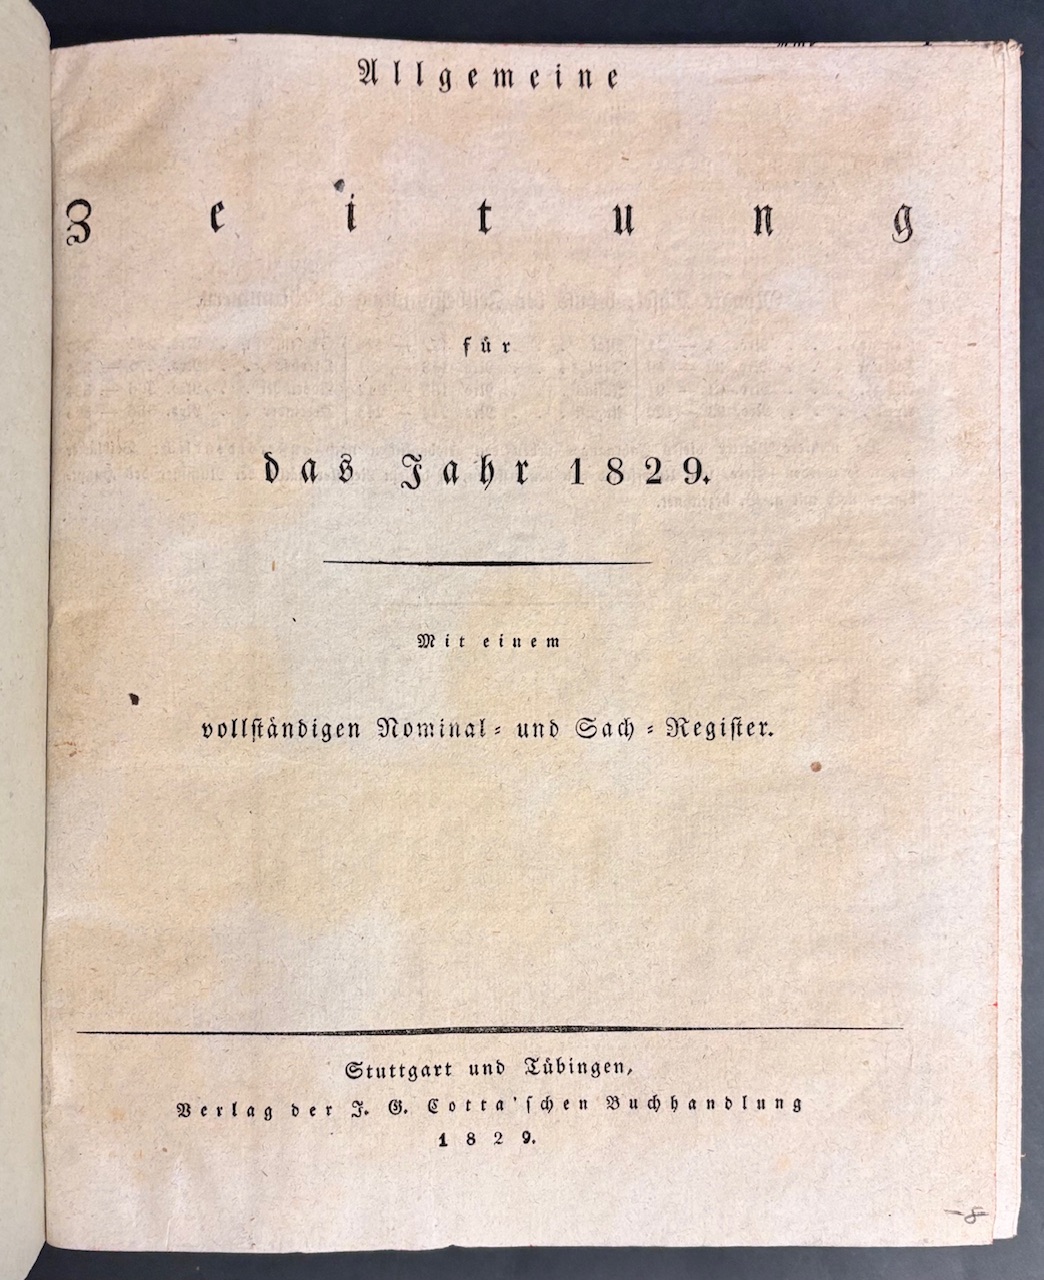 Allgemeine
Zeitung
für
das Jahr 1829.
Mit einem
vollständigen Nominal- und Sach-Register.
Stuttgart und Tübingen,
Verlag der J. G. Cotta'schen Buchhandlung
1829.